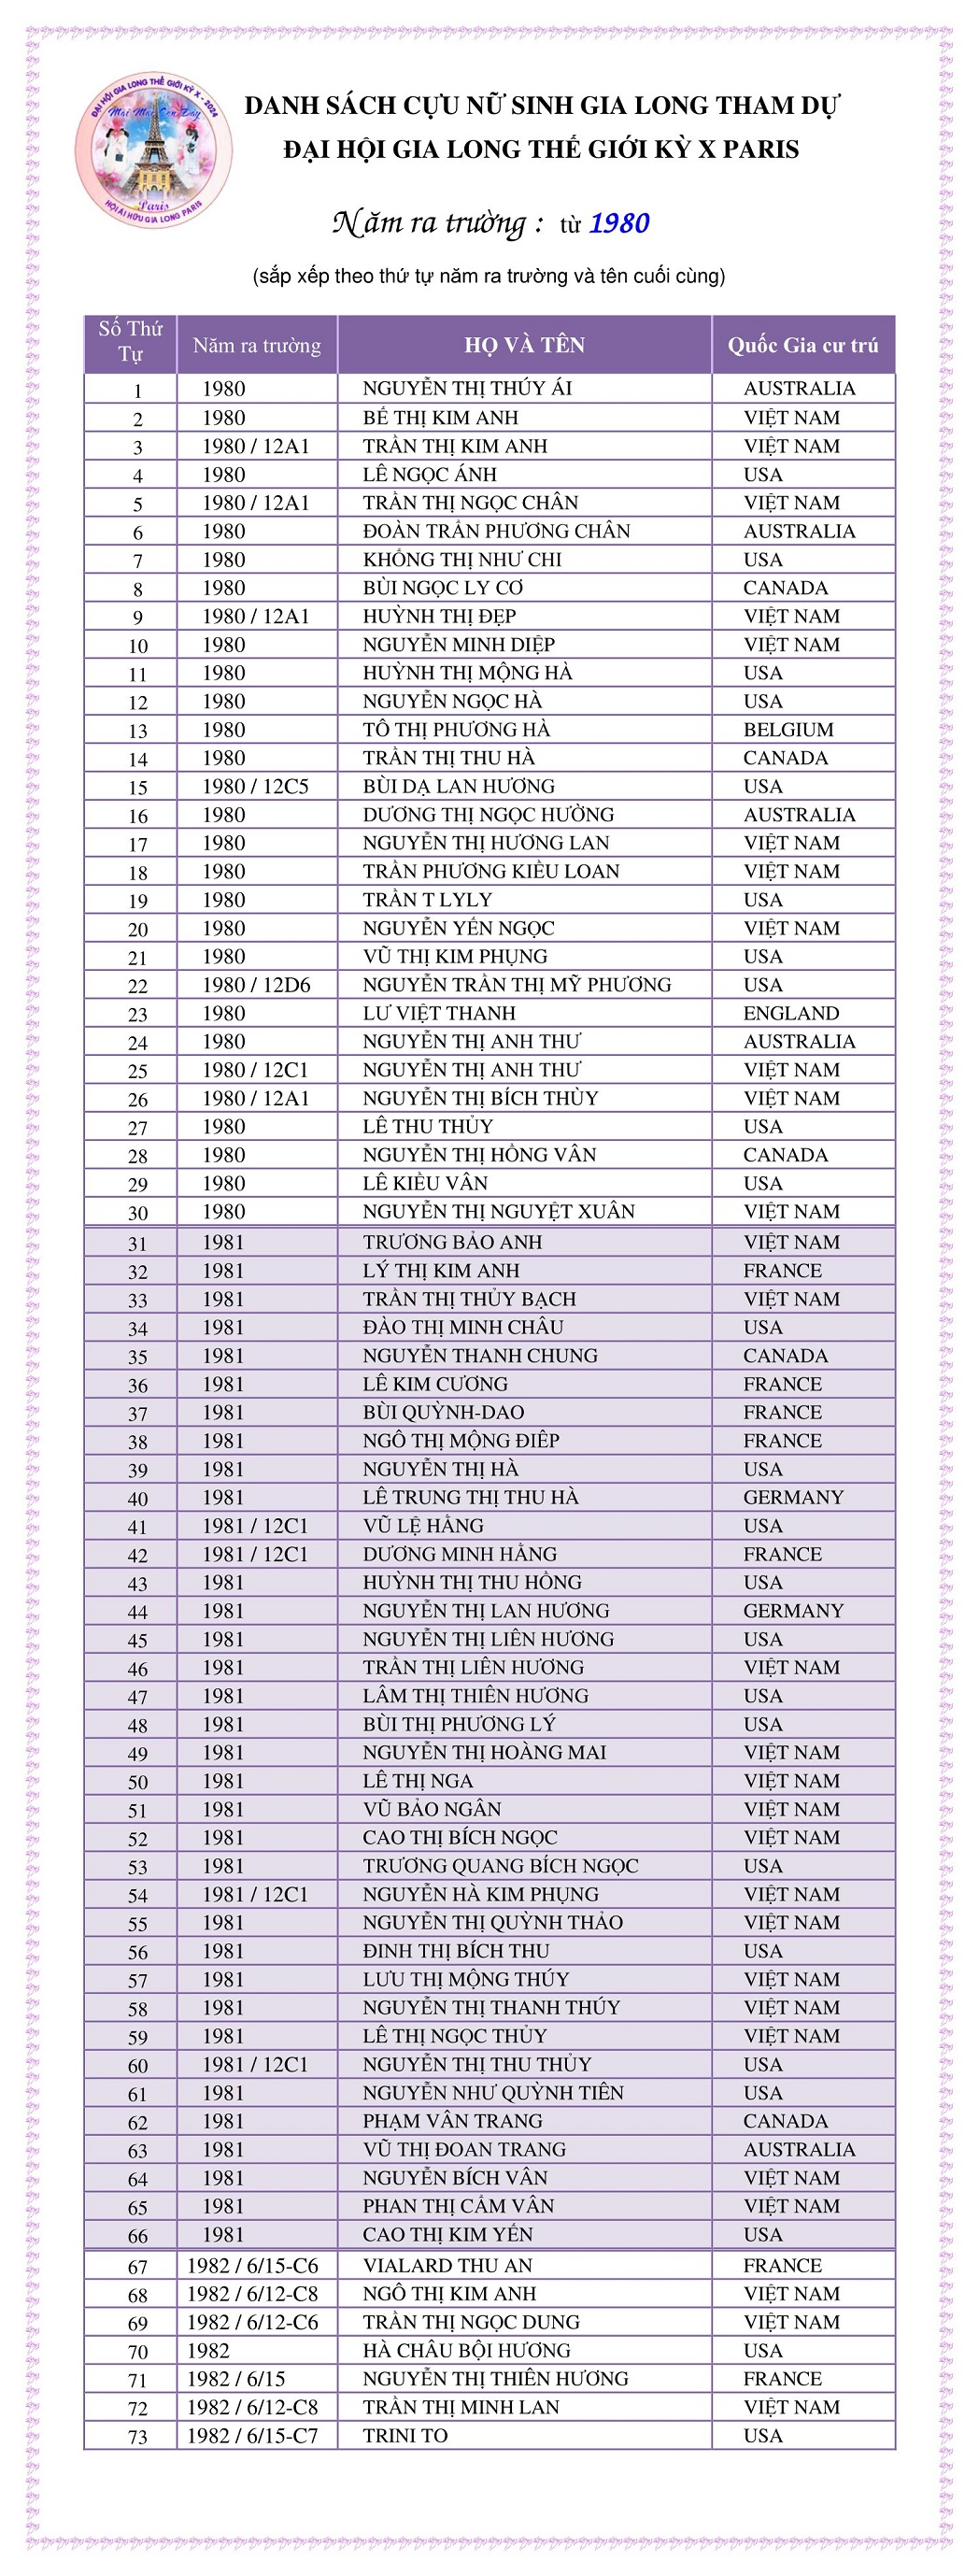 ĐẠI HỘI GIA LONG THẾ GIỚI KỲ X - 2024
Mãi Mãi Còn Đây
Paris
HỘI ÁI HỮU GIA LONG PARIS
DANH SÁCH CỰU NỮ SINH GIA LONG THAM DỰ
ĐẠI HỘI GIA LONG THẾ GIỚI KỲ X PARIS
Năm ra trường : từ 1980
(sắp xếp theo thứ tự năm ra trường và tên cuối cùng)
Số Thứ Tự Năm ra trường HỌ VÀ TÊN Quốc Gia cư trú
1 1980 NGUYỄN THỊ THÚY ÁI AUSTRALIA
2 1980 BẾ THỊ KIM ANH VIỆT NAM
3 1980 / 12A1 TRẦN THỊ KIM ANH VIỆT NAM
4 1980 LÊ NGỌC ÁNH USA
5 1980 / 12A1 TRẦN THỊ NGỌC CHÂN VIỆT NAM
6 1980 ĐOÀN TRẦN PHƯƠNG CHÂN AUSTRALIA
7 1980 KHỔNG THỊ NHƯ CHI USA
8 1980 BÙI NGỌC LY CƠ CANADA
9 1980 / 12A1 HUỲNH THỊ ĐẸP VIỆT NAM
10 1980 NGUYỄN MINH DIỆP VIỆT NAM
11 1980 HUỲNH THỊ MỘNG HÀ USA
12 1980 NGUYỄN NGỌC HÀ USA
13 1980 TÔ THỊ PHƯƠNG HÀ BELGIUM
14 1980 TRẦN THỊ THU HÀ CANADA
15 1980 / 12C5 BÙI DẠ LAN HƯƠNG USA
16 1980 DƯƠNG THỊ NGỌC HƯỜNG AUSTRALIA
17 1980 NGUYỄN THỊ HƯƠNG LAN VIỆT NAM
18 1980 TRẦN PHƯƠNG KIỀU LOAN VIỆT NAM
19 1980 TRẦN T LYLY USA
20 1980 NGUYỄN YẾN NGỌC VIỆT NAM
21 1980 VŨ THỊ KIM PHỤNG USA
22 1980 / 12D6 NGUYỄN TRẦN THỊ MỸ PHƯƠNG USA
23 1980 LƯ VIỆT THANH ENGLAND
24 1980 NGUYỄN THỊ ANH THƯ AUSTRALIA
25 1980 / 12C1 NGUYỄN THỊ ANH THƯ VIỆT NAM
26 1980 / 12A1 NGUYỄN THỊ BÍCH THÙY VIỆT NAM
27 1980 LÊ THU THỦY USA
28 1980 NGUYỄN THỊ HỒNG VÂN CANADA
29 1980 LÊ KIỀU VÂN USA
30 1980 NGUYỄN THỊ NGUYỆT XUÂN VIỆT NAM
31 1981 TRƯƠNG BẢO ANH VIỆT NAM
32 1981 LÝ THỊ KIM ANH FRANCE
33 1981 TRẦN THỊ THỦY BẠCH VIỆT NAM
34 1981 ĐÀO THỊ MINH CHÂU USA
35 1981 NGUYỄN THANH CHUNG CANADA
36 1981 LÊ KIM CƯƠNG FRANCE
37 1981 BÙI QUỲNH-DAO FRANCE
38 1981 NGÔ THỊ MỘNG ĐIÊP FRANCE
39 1981 NGUYỄN THỊ HÀ USA
40 1981 LÊ TRUNG THỊ THU HÀ GERMANY
41 1981 / 12C1 VŨ LỆ HẰNG USA
42 1981 / 12C1 DƯƠNG MINH HẰNG FRANCE
43 1981 HUỲNH THỊ THU HỒNG USA
44 1981 NGUYỄN THỊ LAN HƯƠNG GERMANY
45 1981 NGUYỄN THỊ LIÊN HƯƠNG USA
46 1981 TRẦN THỊ LIÊN HƯƠNG VIỆT NAM
47 1981 LÂM THỊ THIÊN HƯƠNG USA
48 1981 BÙI THỊ PHƯƠNG LÝ USA
49 1981 NGUYỄN THỊ HOÀNG MAI VIỆT NAM
50 1981 LÊ THỊ NGA VIỆT NAM
51 1981 VŨ BẢO NGÂN VIỆT NAM
52 1981 CAO THỊ BÍCH NGỌC VIỆT NAM
53 1981 TRƯƠNG QUANG BÍCH NGỌC USA
54 1981 / 12C1 NGUYỄN HÀ KIM PHỤNG VIỆT NAM
55 1981 NGUYỄN THỊ QUỲNH THẢO VIỆT NAM
56 1981 ĐINH THỊ BÍCH THU USA
57 1981 LƯU THỊ MỘNG THÚY VIỆT NAM
58 1981 NGUYỄN THỊ THANH THÚY VIỆT NAM
59 1981 LÊ THỊ NGỌC THỦY VIỆT NAM
60 1981 / 12C1 NGUYỄN THỊ THU THỦY USA
61 1981 NGUYỄN NHƯ QUỲNH TIÊN USA
62 1981 PHẠM VÂN TRANG CANADA
63 1981 VŨ THỊ ĐOAN TRANG AUSTRALIA
64 1981 NGUYỄN BÍCH VÂN VIỆT NAM
65 1981 PHAN THỊ CẨM VÂN VIỆT NAM
66 1981 CAO THỊ KIM YẾN USA
67 1982 / 6/15-C6 VIALARD THU AN FRANCE
68 1982 / 6/12-C8 NGÔ THỊ KIM ANH VIỆT NAM
69 1982 / 6/12-C6 TRẦN THỊ NGỌC DUNG VIỆT NAM
70 1982 HÀ CHÂU BỘI HƯƠNG USA
71 1982 / 6/15 NGUYỄN THỊ THIÊN HƯƠNG FRANCE
72 1982 / 6/12-C8 TRẦN THỊ MINH LAN VIỆT NAM
73 1982 / 6/15-C7 TRINI TO USA